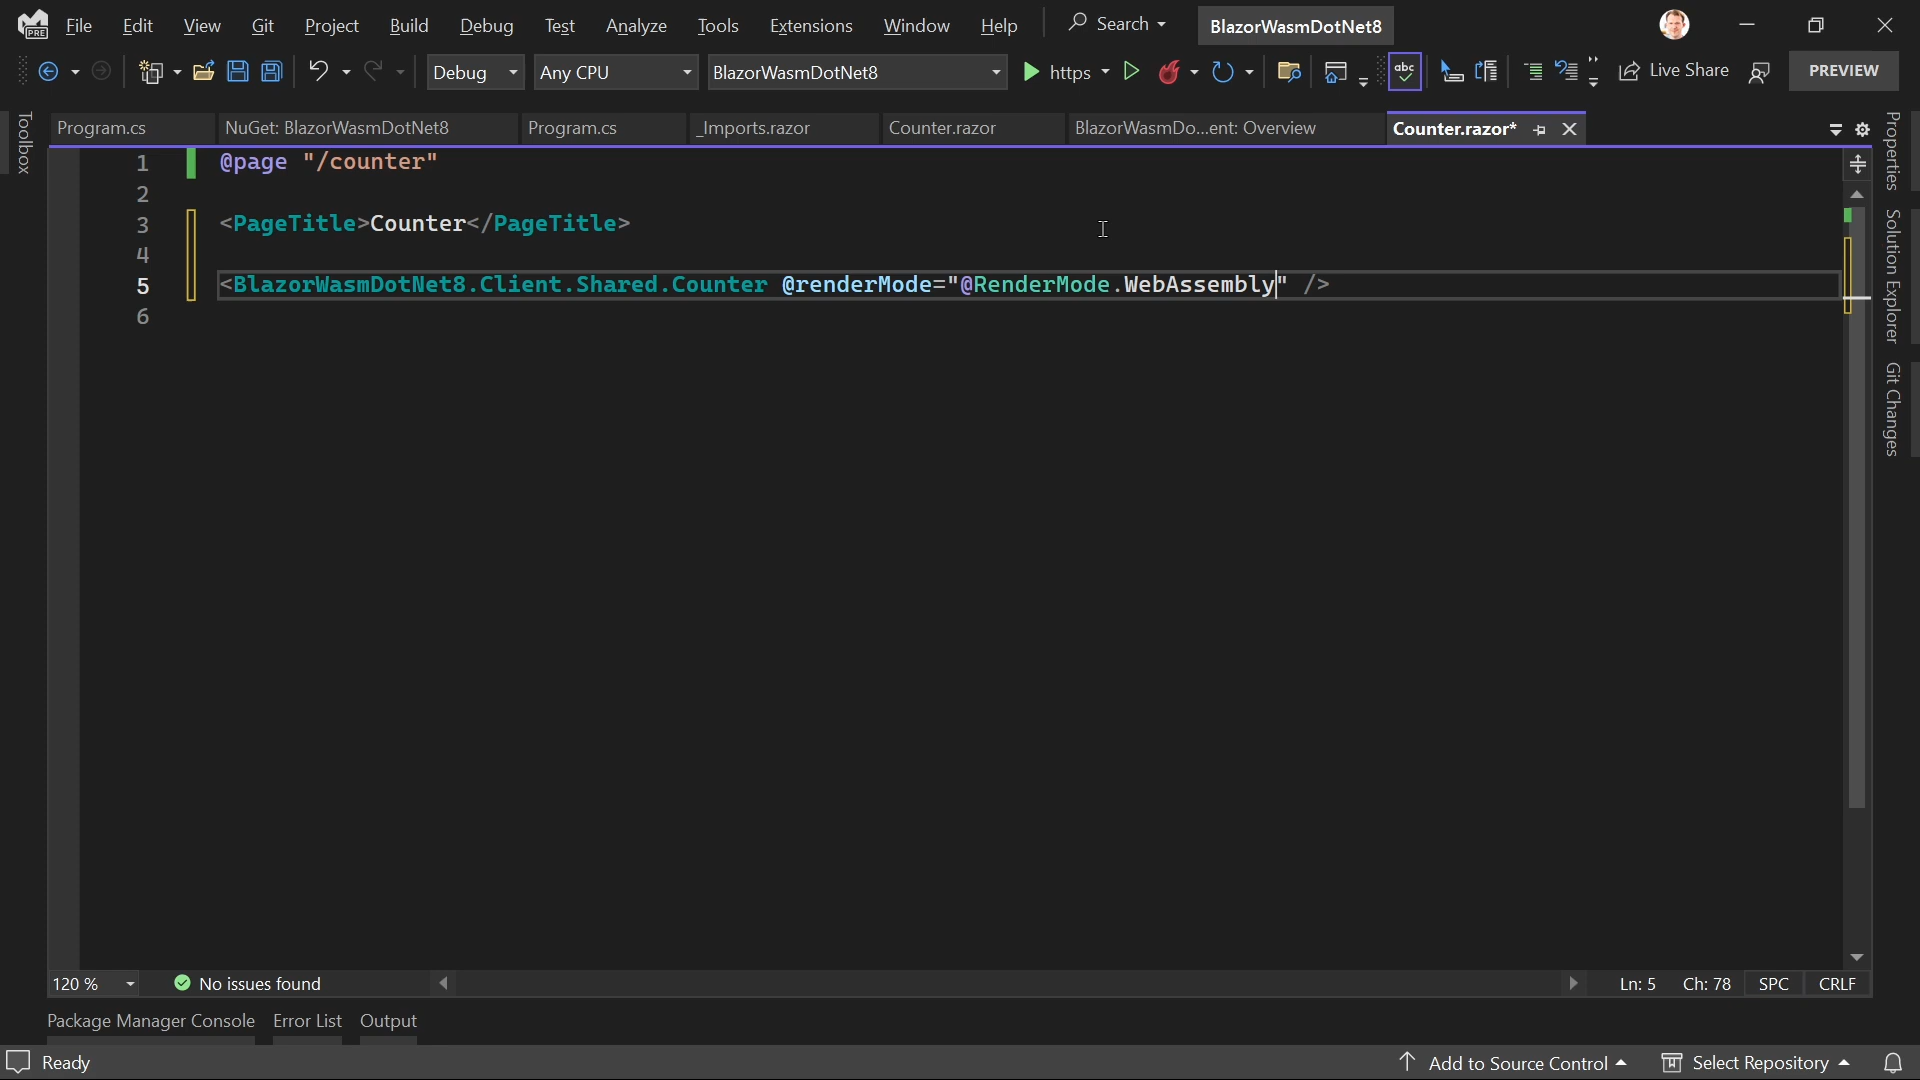 File Edit View Git Project Build Debug Test Analyze Tools Extensions Window Help Search BlazorWasmDotNet8
PRE
Debug Any CPU BlazorWasmDotNet8 https abc Live Share PREVIEW
Program.cs NuGet: BlazorWasmDotNet8 Program.cs _Imports.razor Counter.razor BlazorWasmDo...ent: Overview Counter.razor*
Toolbox
Properties
Solution Explorer
Git Changes
1 @page "/counter"
2
3 <PageTitle>Counter</PageTitle>
4
5 <BlazorWasmDotNet8.Client.Shared.Counter @renderMode="@RenderMode.WebAssembly" />
6
120 % No issues found Ln: 5 Ch: 78 SPC CRLF
Package Manager Console Error List Output
Ready Add to Source Control Select Repository